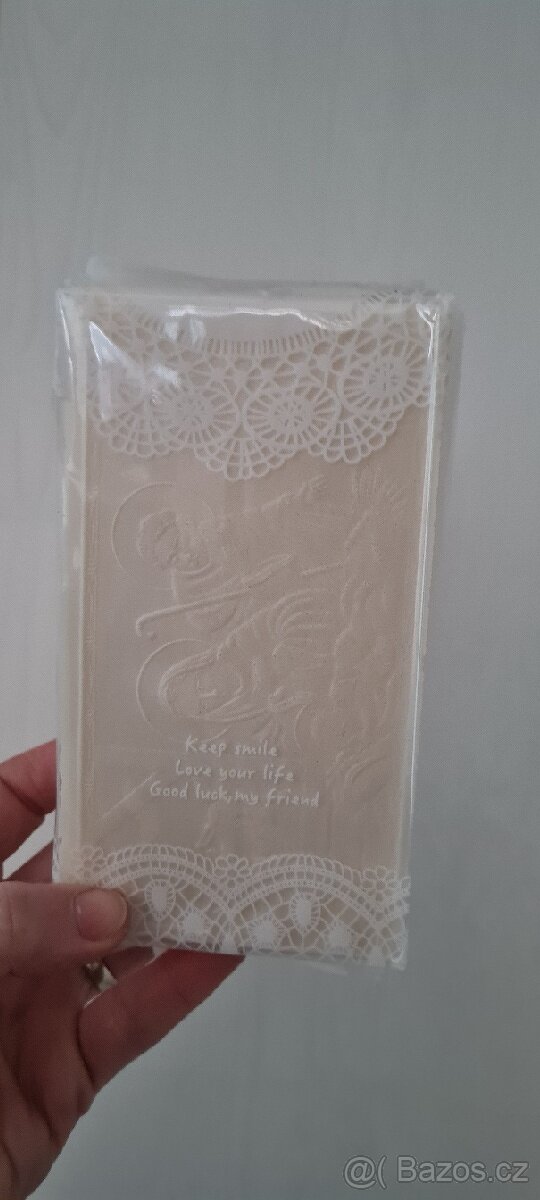 Keep smile
Love your life
Good luck, my friend
@( Bazos.cz